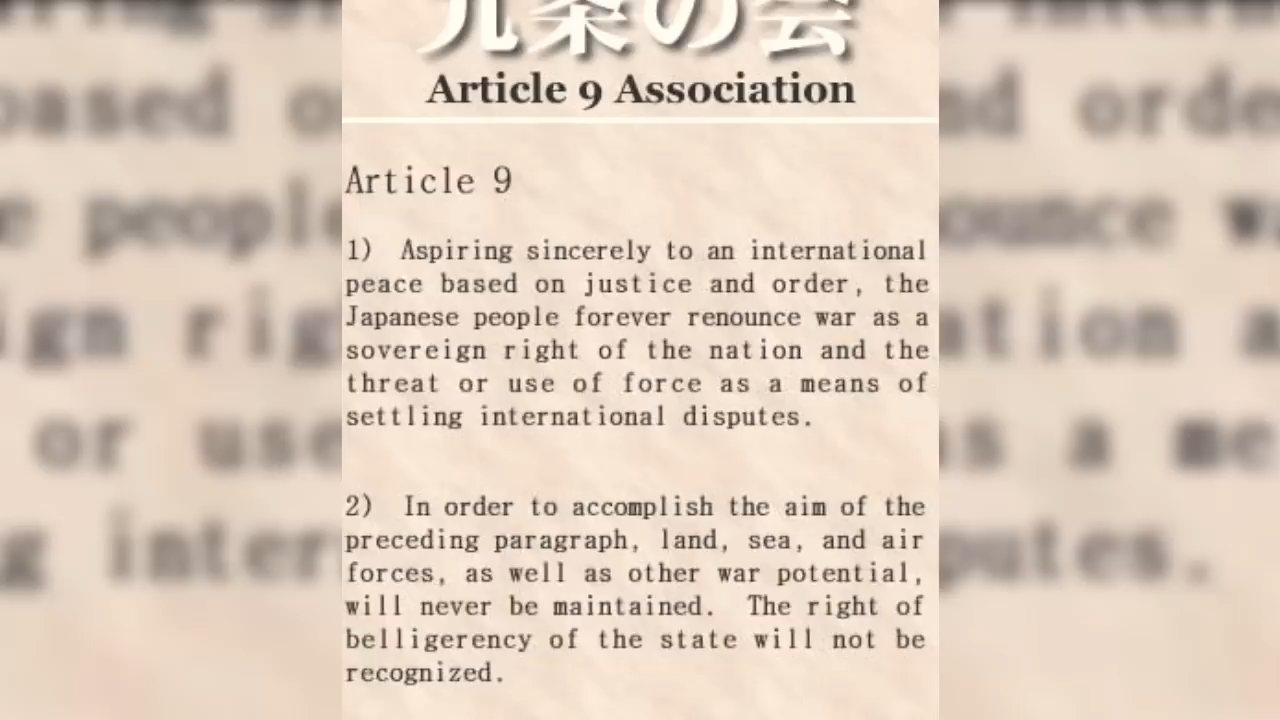 九条の会
Article 9 Association
Article 9
1) Aspiring sincerely to an international
peace based on justice and order, the
Japanese people forever renounce war as a
sovereign right of the nation and the
threat or use of force as a means of
settling international disputes.
2) In order to accomplish the aim of the
preceding paragraph, land, sea, and air
forces, as well as other war potential,
will never be maintained. The right of
belligerency of the state will not be
recognized.